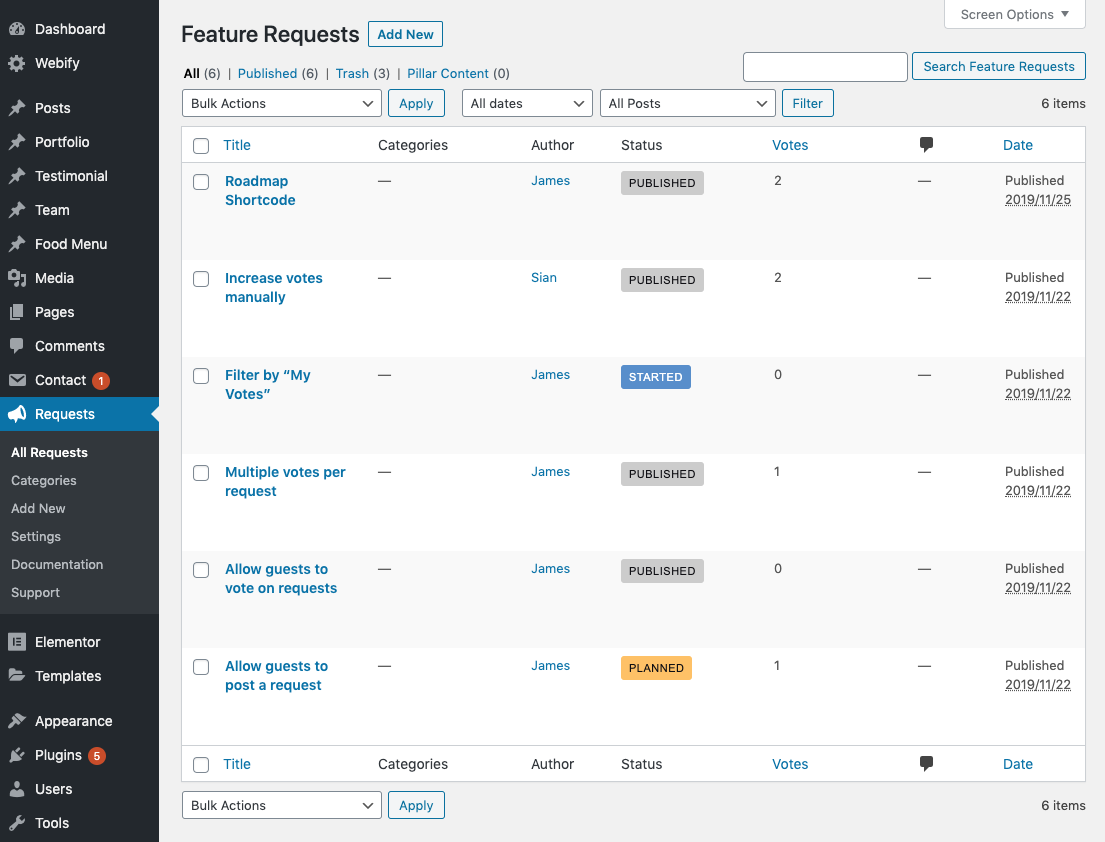 Dashboard
Webify
Posts
Portfolio
Testimonial
Team
Food Menu
Media
Pages
Comments
Contact 1
Requests
All Requests
Categories
Add New
Settings
Documentation
Support
Elementor
Templates
Appearance
Plugins 5
Users
Tools
Screen Options
Feature Requests Add New
All (6) | Published (6) | Trash (3) | Pillar Content (0)
Search Feature Requests
Bulk Actions Apply All dates All Posts Filter 6 items
Title Categories Author Status Votes Date
Roadmap — James PUBLISHED 2 — Published
Shortcode 2019/11/25
Increase votes — Sian PUBLISHED 2 — Published
manually 2019/11/22
Filter by “My — James STARTED 0 — Published
Votes” 2019/11/22
Multiple votes per — James PUBLISHED 1 — Published
request 2019/11/22
Allow guests to — James PUBLISHED 0 — Published
vote on requests 2019/11/22
Allow guests to — James PLANNED 1 — Published
post a request 2019/11/22
Title Categories Author Status Votes Date
Bulk Actions Apply 6 items